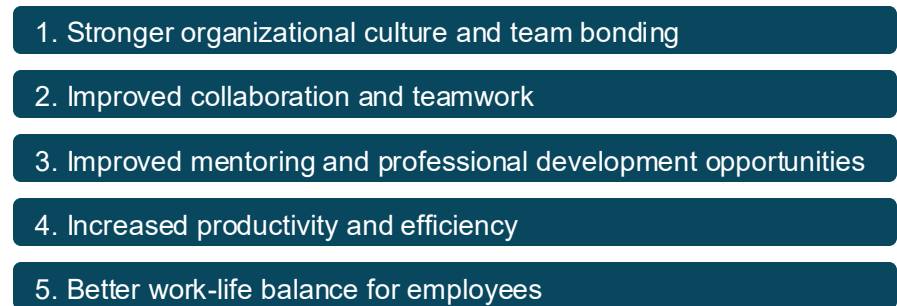 1. Stronger organizational culture and team bonding
2. Improved collaboration and teamwork
3. Improved mentoring and professional development opportunities
4. Increased productivity and efficiency
5. Better work-life balance for employees